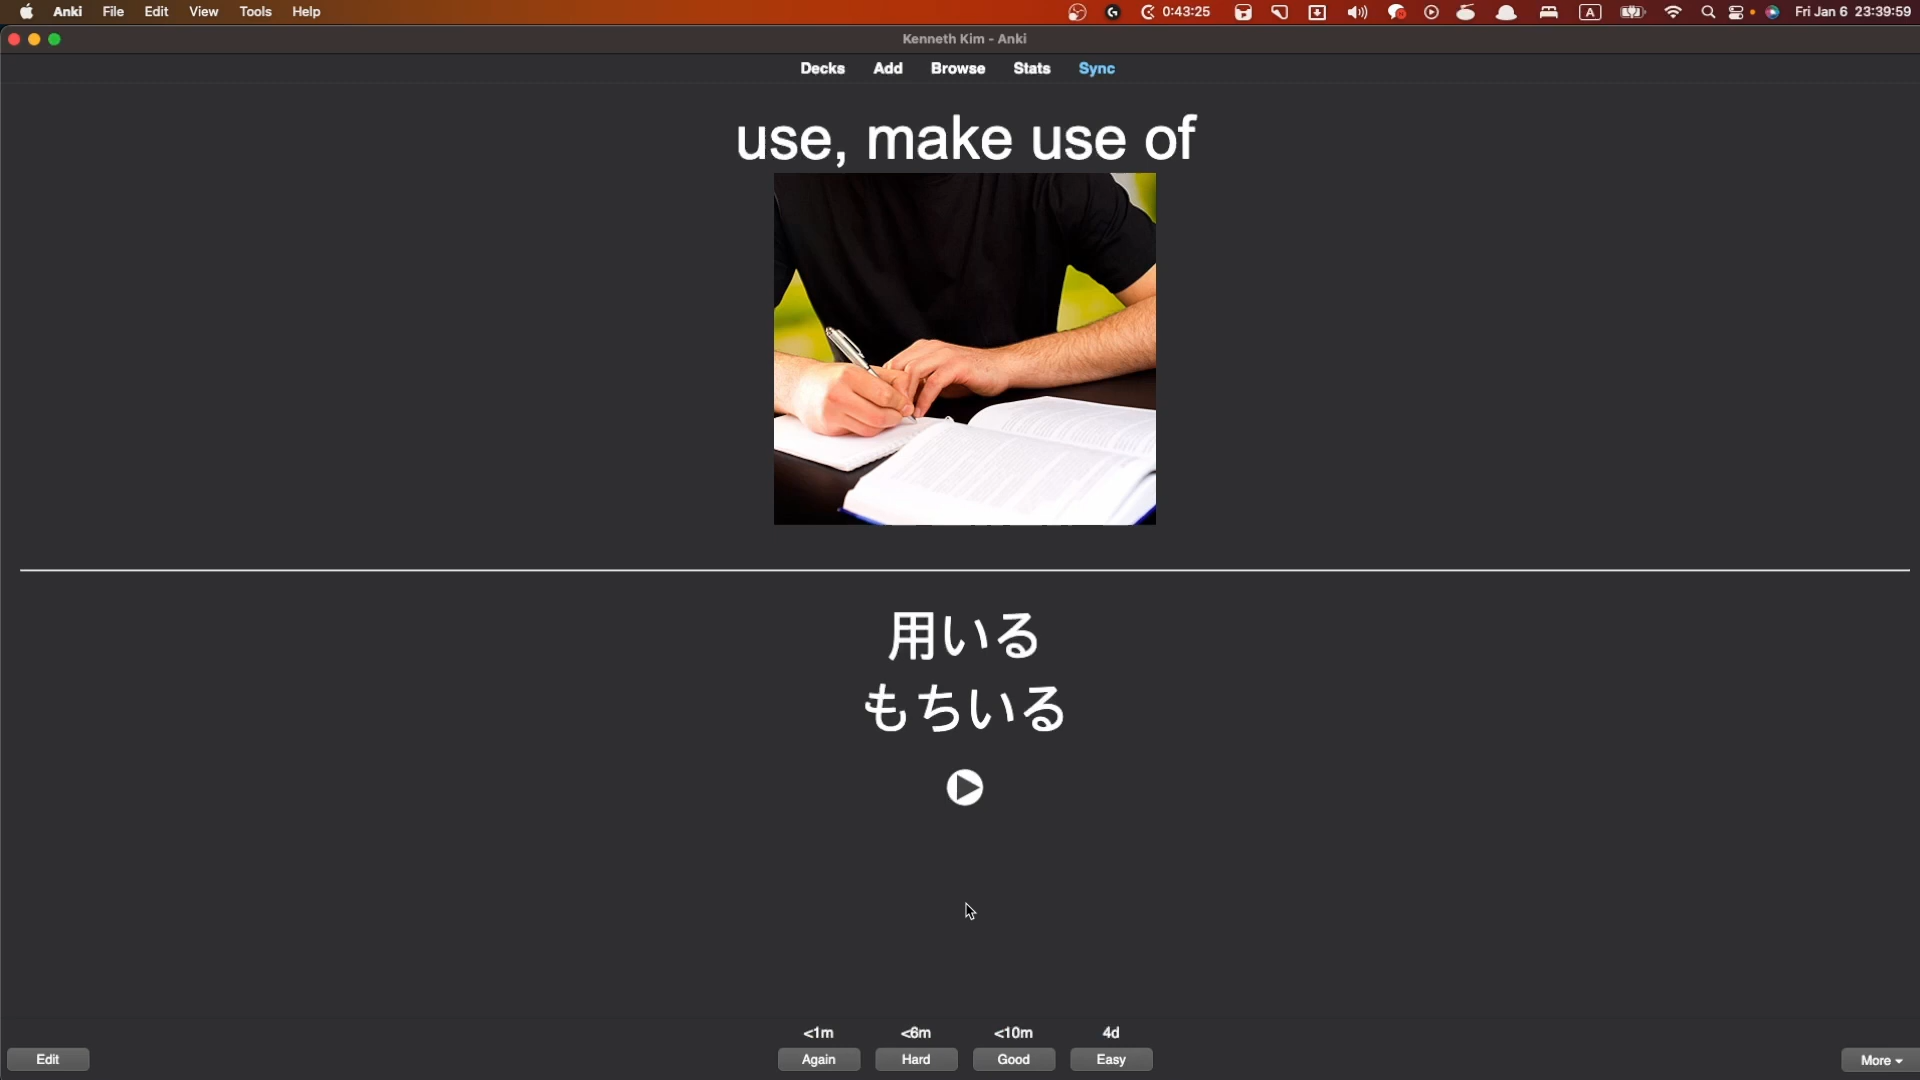 Anki File Edit View Tools Help 0:43:25 A Fri Jan 6 23:39:59
Kenneth Kim - Anki
Decks Add Browse Stats Sync
use, make use of
用いる
もちいる
<1m <6m <10m 4d
Edit Again Hard Good Easy More